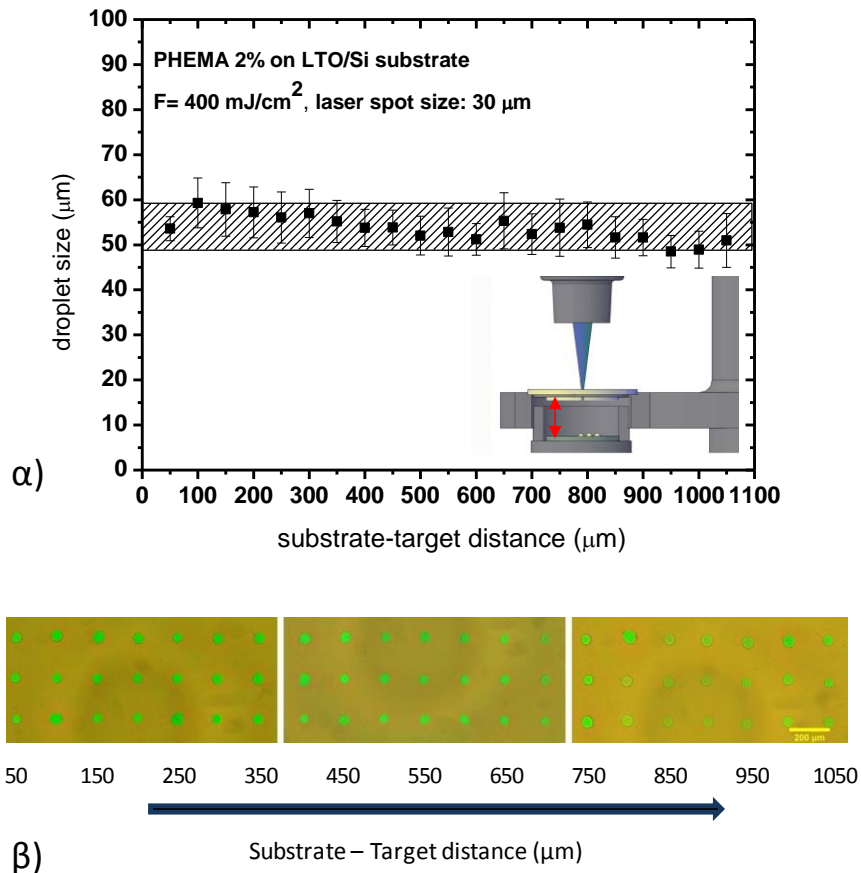 100
90
80
70
60
50
40
30
20
10
0
droplet size (μm)
PHEMA 2% on LTO/Si substrate
F= 400 mJ/cm², laser spot size: 30 μm
0 100 200 300 400 500 600 700 800 900 1000 1100
substrate-target distance (μm)
α)
200 μm
50 150 250 350 450 550 650 750 850 950 1050
Substrate – Target distance (μm)
β)